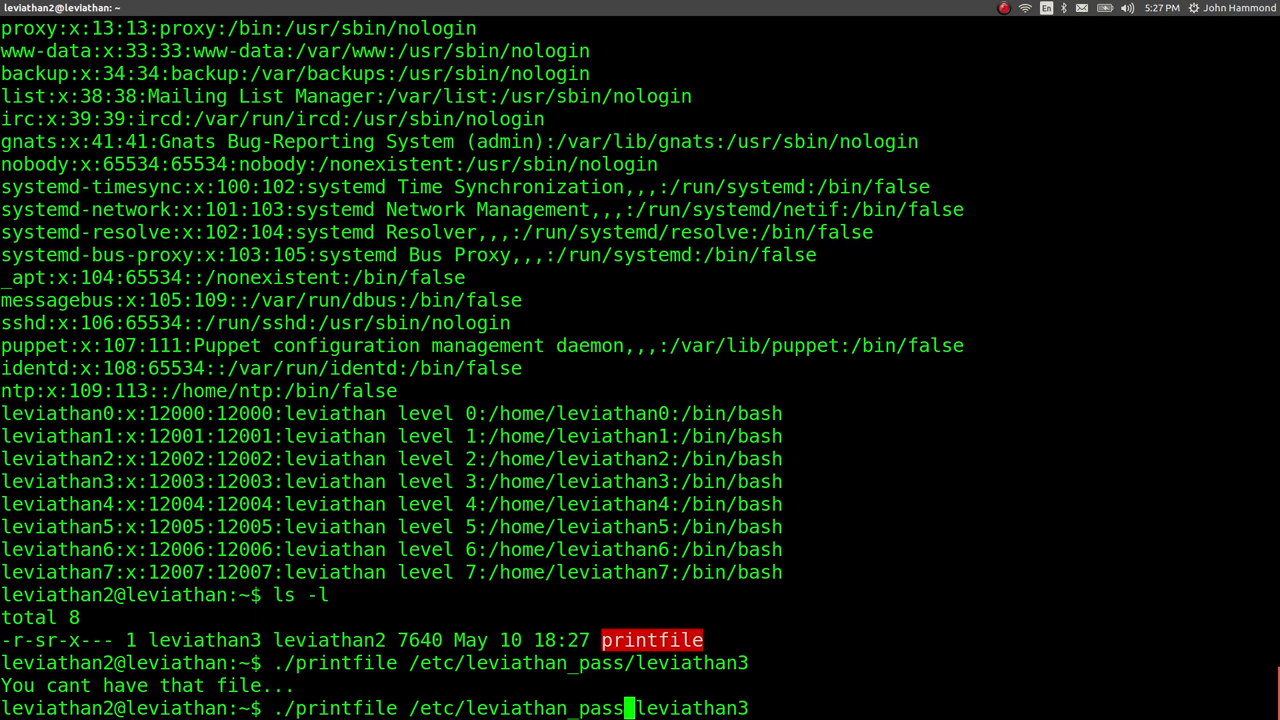 leviathan2@leviathan: ~
En
5:27 PM
John Hammond
proxy:x:13:13:proxy:/bin:/usr/sbin/nologin
www-data:x:33:33:www-data:/var/www:/usr/sbin/nologin
backup:x:34:34:backup:/var/backups:/usr/sbin/nologin
list:x:38:38:Mailing List Manager:/var/list:/usr/sbin/nologin
irc:x:39:39:ircd:/var/run/ircd:/usr/sbin/nologin
gnats:x:41:41:Gnats Bug-Reporting System (admin):/var/lib/gnats:/usr/sbin/nologin
nobody:x:65534:65534:nobody:/nonexistent:/usr/sbin/nologin
systemd-timesync:x:100:102:systemd Time Synchronization,,,:/run/systemd:/bin/false
systemd-network:x:101:103:systemd Network Management,,,:/run/systemd/netif:/bin/false
systemd-resolve:x:102:104:systemd Resolver,,,:/run/systemd/resolve:/bin/false
systemd-bus-proxy:x:103:105:systemd Bus Proxy,,,:/run/systemd:/bin/false
_apt:x:104:65534::/nonexistent:/bin/false
messagebus:x:105:109::/var/run/dbus:/bin/false
sshd:x:106:65534::/run/sshd:/usr/sbin/nologin
puppet:x:107:111:Puppet configuration management daemon,,,:/var/lib/puppet:/bin/false
identd:x:108:65534::/var/run/identd:/bin/false
ntp:x:109:113::/home/ntp:/bin/false
leviathan0:x:12000:12000:leviathan level 0:/home/leviathan0:/bin/bash
leviathan1:x:12001:12001:leviathan level 1:/home/leviathan1:/bin/bash
leviathan2:x:12002:12002:leviathan level 2:/home/leviathan2:/bin/bash
leviathan3:x:12003:12003:leviathan level 3:/home/leviathan3:/bin/bash
leviathan4:x:12004:12004:leviathan level 4:/home/leviathan4:/bin/bash
leviathan5:x:12005:12005:leviathan level 5:/home/leviathan5:/bin/bash
leviathan6:x:12006:12006:leviathan level 6:/home/leviathan6:/bin/bash
leviathan7:x:12007:12007:leviathan level 7:/home/leviathan7:/bin/bash
leviathan2@leviathan:~$ ls -l
total 8
-r-sr-x--- 1 leviathan3 leviathan2 7640 May 10 18:27 printfile
leviathan2@leviathan:~$ ./printfile /etc/leviathan_pass/leviathan3
You cant have that file...
leviathan2@leviathan:~$ ./printfile /etc/leviathan_pass leviathan3